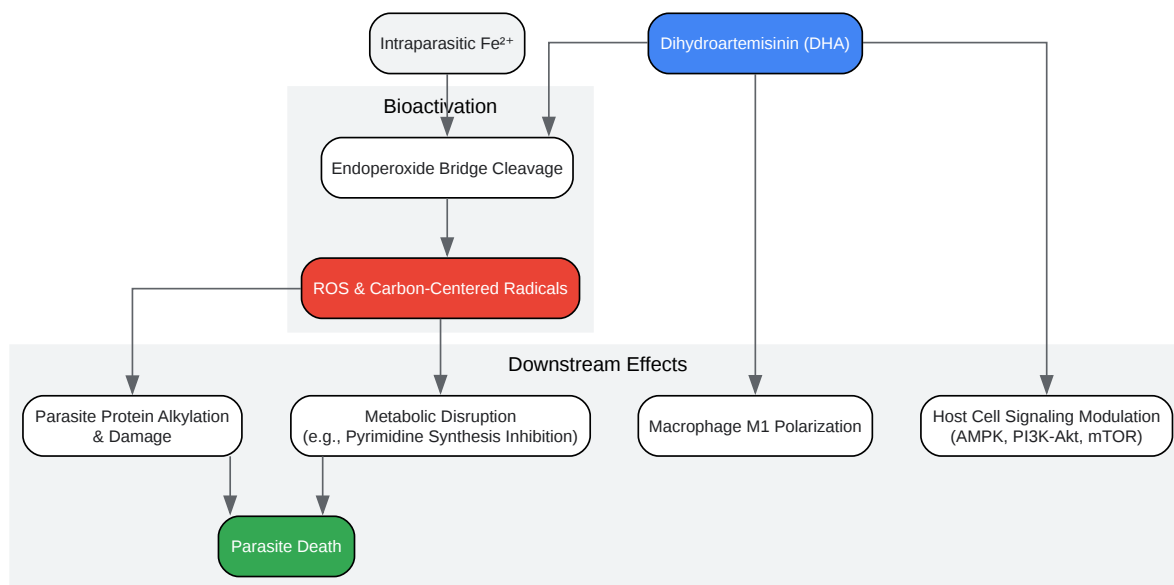 Intraparasitic Fe²⁺
Dihydroartemisinin (DHA)
Bioactivation
Endoperoxide Bridge Cleavage
ROS & Carbon-Centered Radicals
Downstream Effects
Parasite Protein Alkylation
& Damage
Metabolic Disruption
(e.g., Pyrimidine Synthesis Inhibition)
Macrophage M1 Polarization
Host Cell Signaling Modulation
(AMPK, PI3K-Akt, mTOR)
Parasite Death